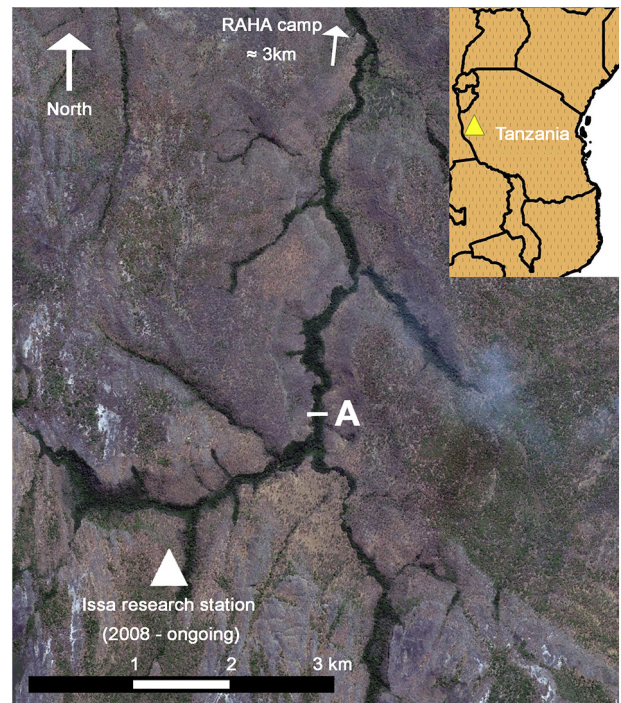 RAHA camp
≈ 3km
North
Tanzania
A
Issa research station
(2008 - ongoing)
1 2 3 km